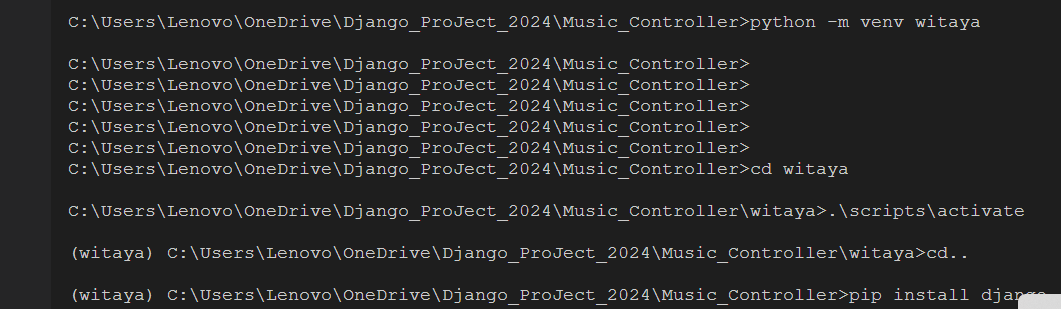 C:\Users\Lenovo\OneDrive\Django_ProJect_2024\Music_Controller>python -m venv witaya
C:\Users\Lenovo\OneDrive\Django_ProJect_2024\Music_Controller>
C:\Users\Lenovo\OneDrive\Django_ProJect_2024\Music_Controller>
C:\Users\Lenovo\OneDrive\Django_ProJect_2024\Music_Controller>
C:\Users\Lenovo\OneDrive\Django_ProJect_2024\Music_Controller>
C:\Users\Lenovo\OneDrive\Django_ProJect_2024\Music_Controller>
C:\Users\Lenovo\OneDrive\Django_ProJect_2024\Music_Controller>cd witaya
C:\Users\Lenovo\OneDrive\Django_ProJect_2024\Music_Controller\witaya>.\scripts\activate
(witaya) C:\Users\Lenovo\OneDrive\Django_ProJect_2024\Music_Controller\witaya>cd..
(witaya) C:\Users\Lenovo\OneDrive\Django_ProJect_2024\Music_Controller>pip install django